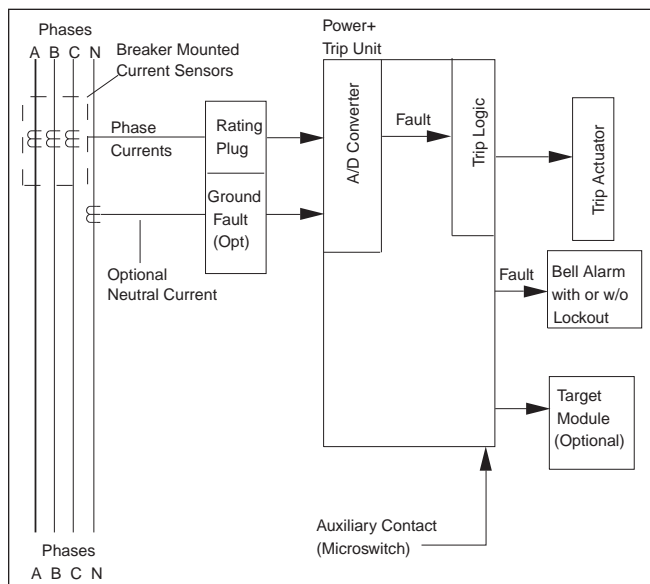 Phases
A B C N
Breaker Mounted
Current Sensors
Phase
Currents
Rating
Plug
Ground
Fault
(Opt)
Optional
Neutral Current
Power+
Trip Unit
A/D Converter
Fault
Trip Logic
Trip Actuator
Fault
Bell Alarm
with or w/o
Lockout
Target
Module
(Optional)
Auxiliary Contact
(Microswitch)
Phases
A B C N